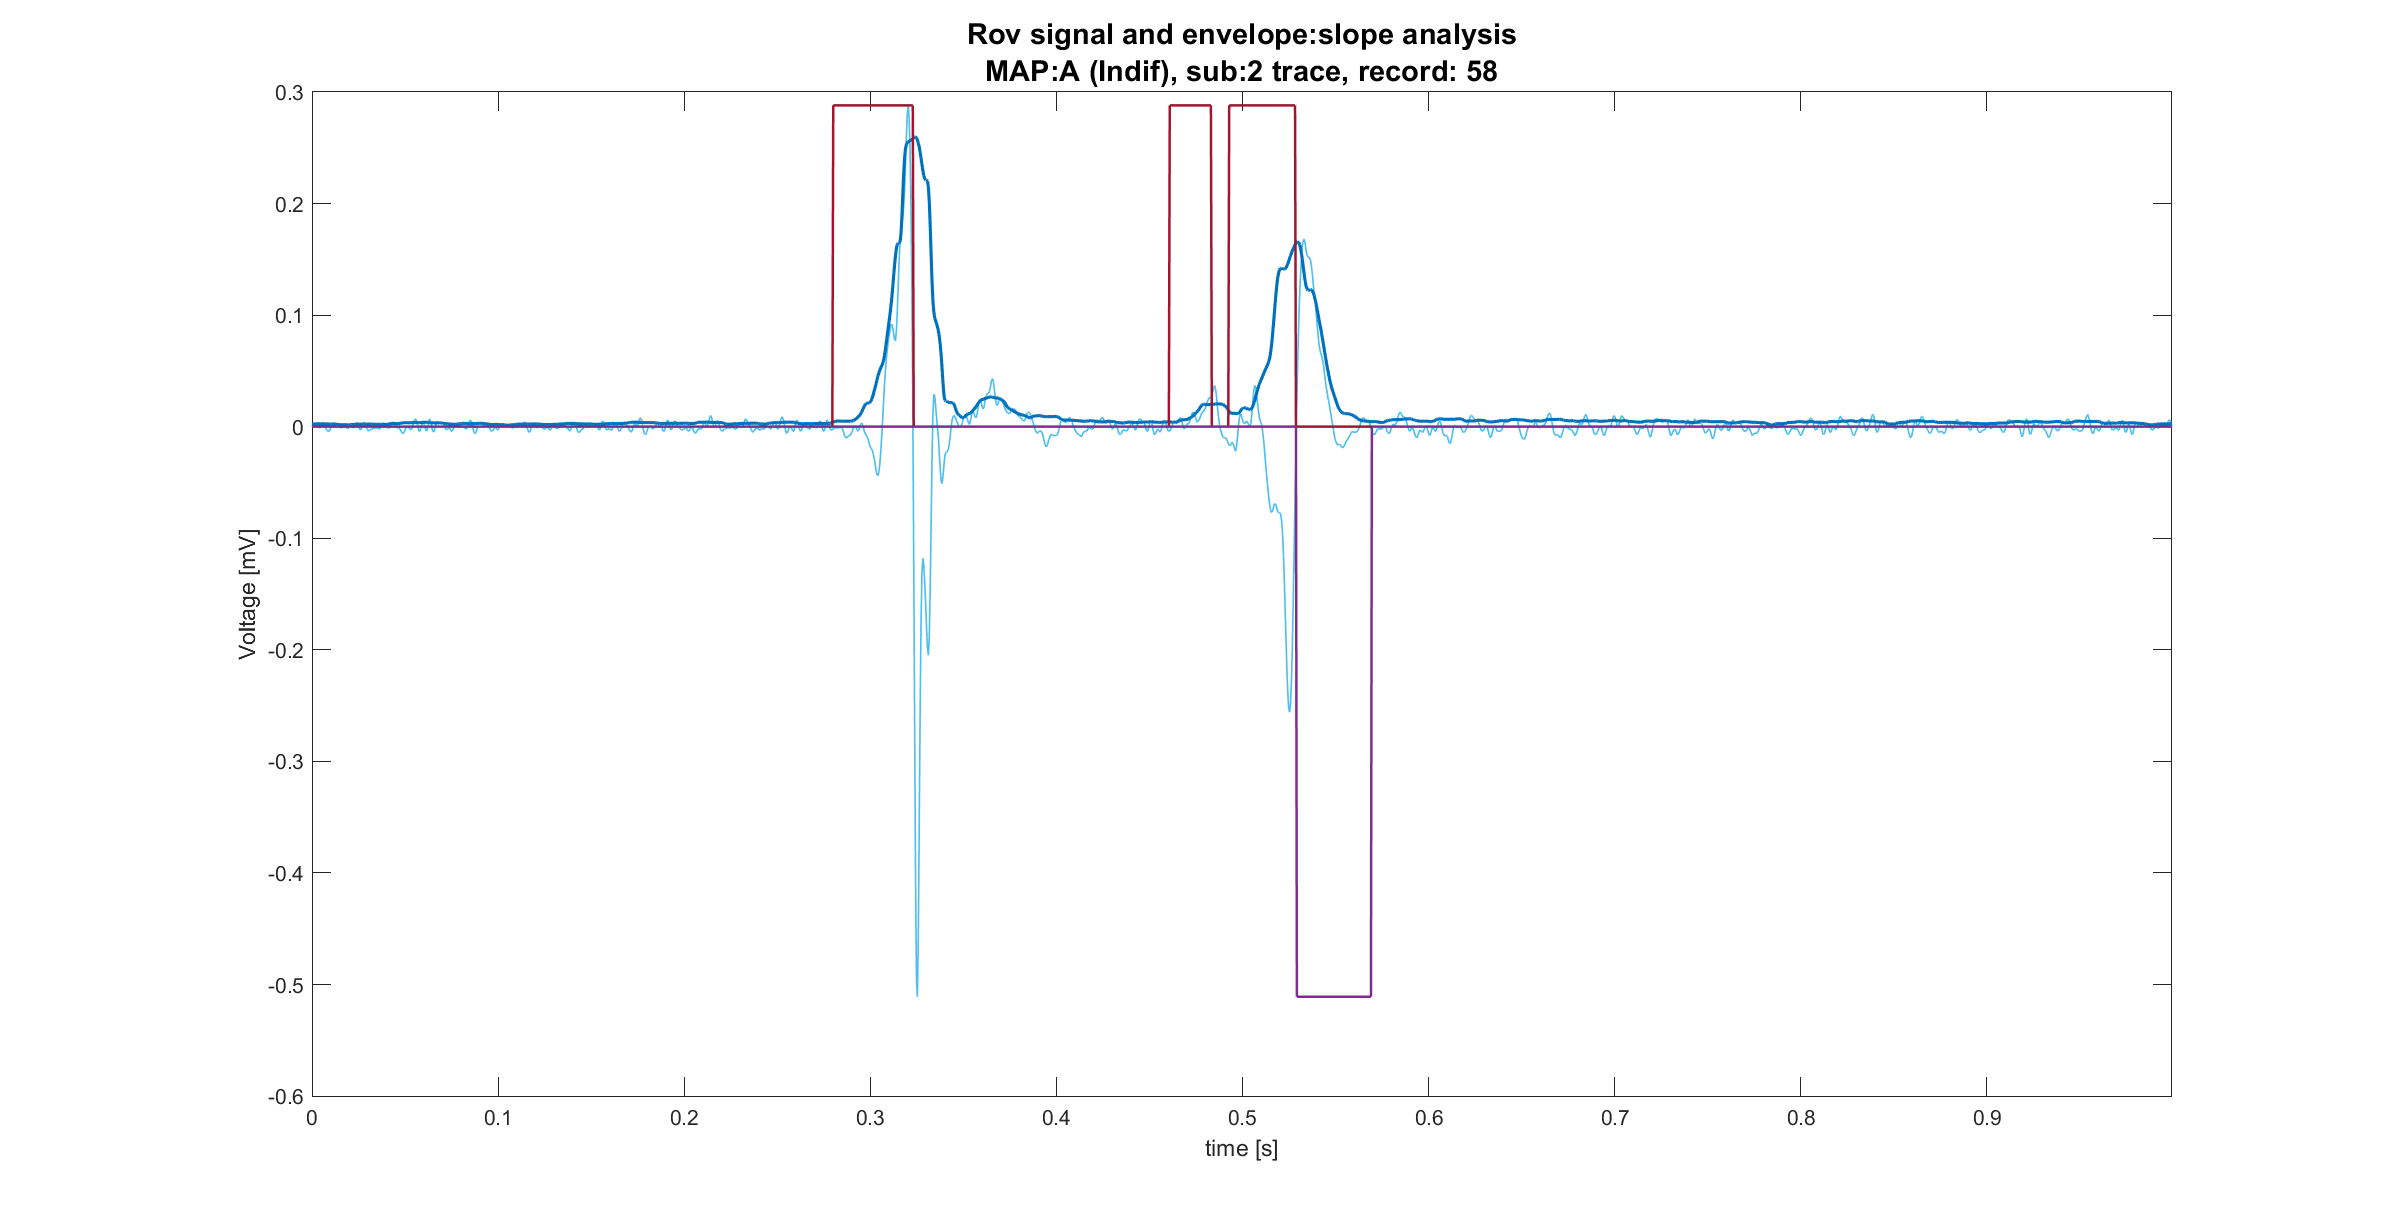 Rov signal and envelope:slope analysis
MAP:A (Indif), sub:2 trace, record: 58
0.3
0.2
0.1
0
-0.1
-0.2
-0.3
-0.4
-0.5
-0.6
Voltage [mV]
0 0.1 0.2 0.3 0.4 0.5 0.6 0.7 0.8 0.9
time [s]